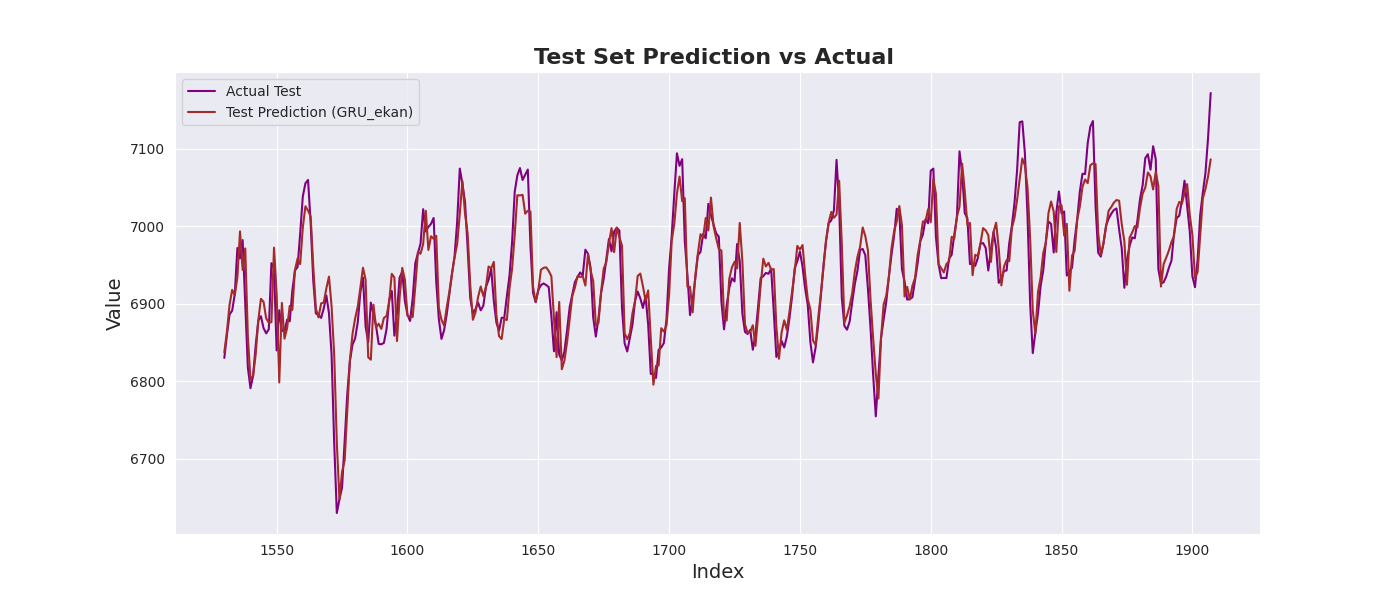 Test Set Prediction vs Actual
Actual Test
Test Prediction (GRU_ekan)
Value
7100
7000
6900
6800
6700
1550
1600
1650
1700
1750
1800
1850
1900
Index